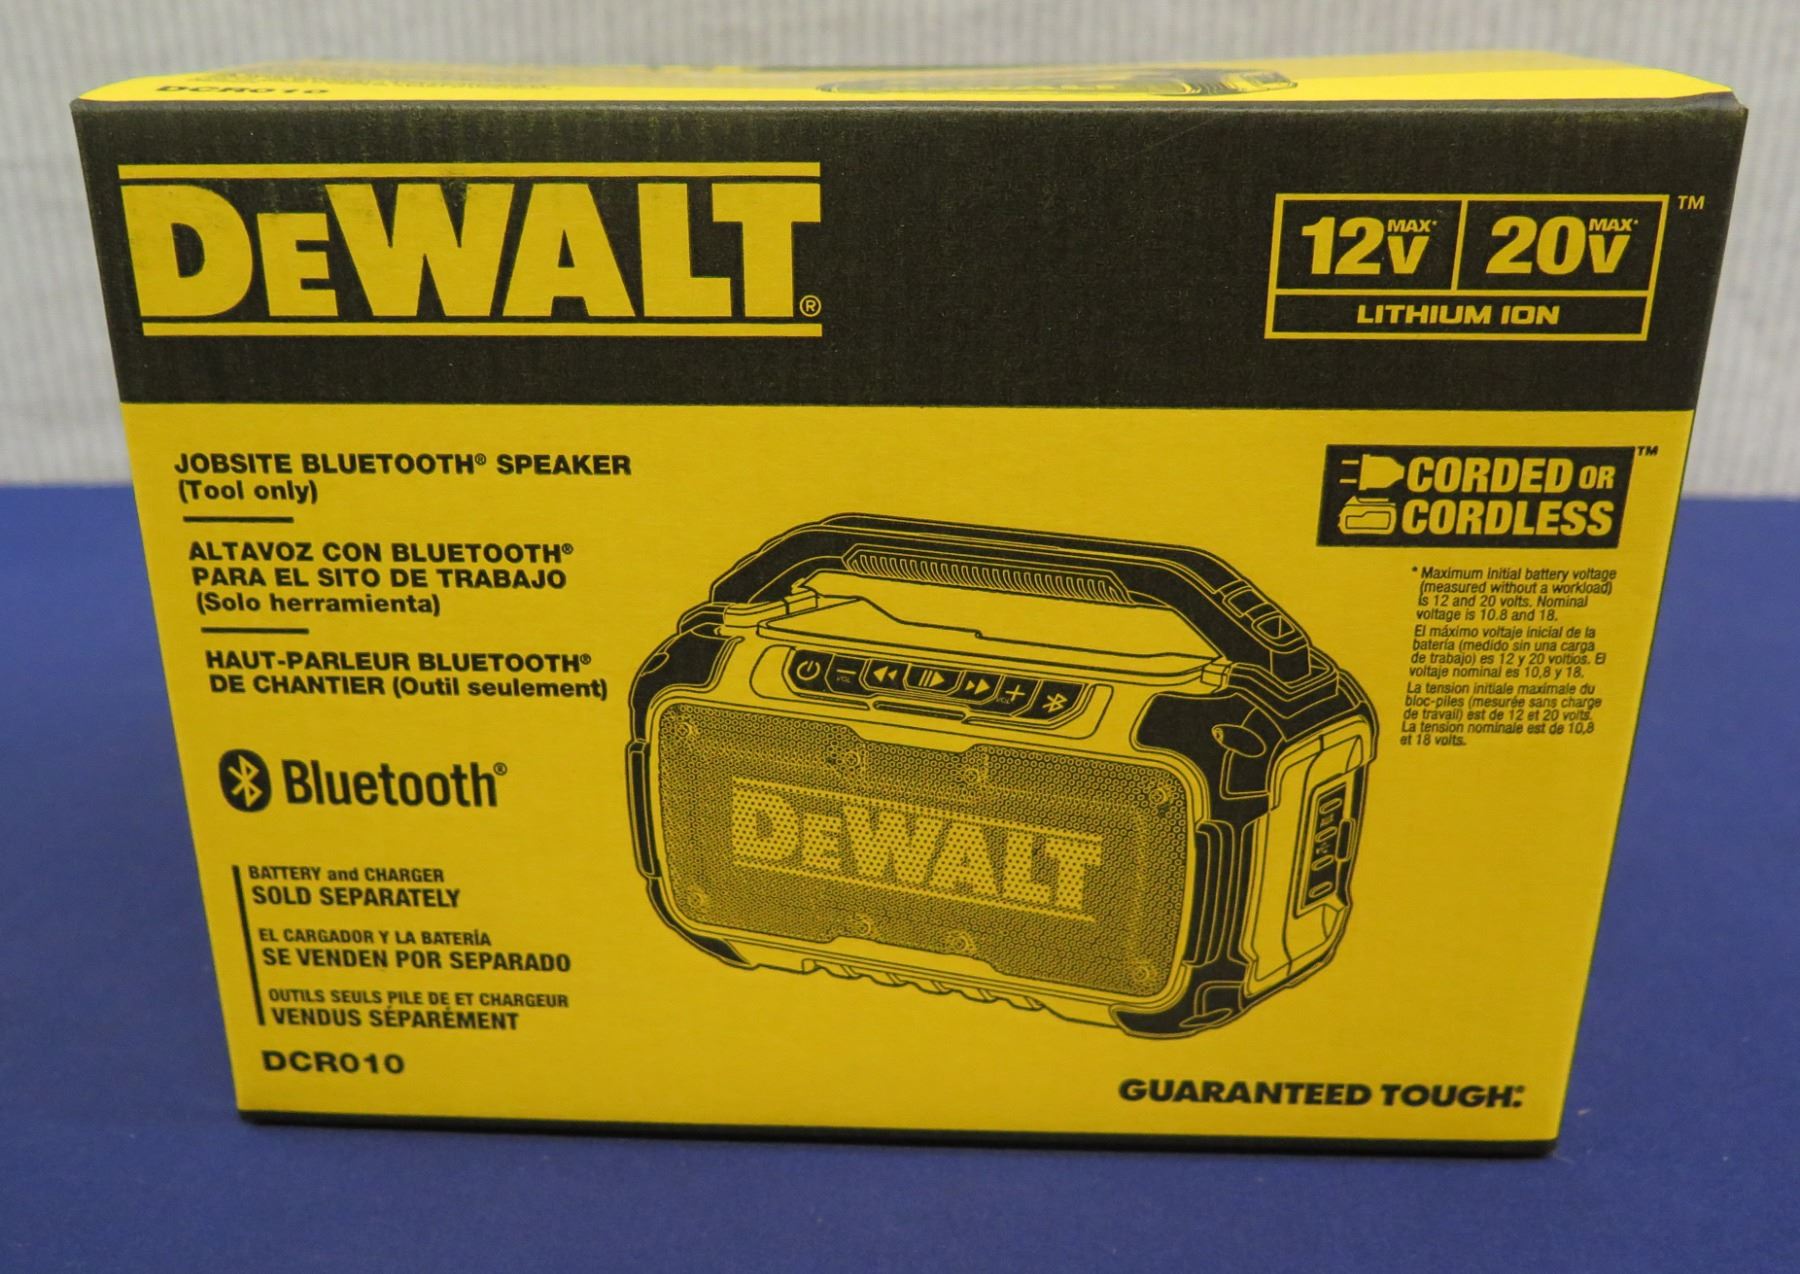 DCR010
DEWALT®
12V MAX* 20V MAX* ™
LITHIUM ION
JOBSITE BLUETOOTH® SPEAKER
(Tool only)
ALTAVOZ CON BLUETOOTH®
PARA EL SITO DE TRABAJO
(Solo herramienta)
HAUT-PARLEUR BLUETOOTH®
DE CHANTIER (Outil seulement)
Bluetooth®
BATTERY and CHARGER
SOLD SEPARATELY
EL CARGADOR Y LA BATERÍA
SE VENDEN POR SEPARADO
OUTILS SEULS PILE DE ET CHARGEUR
VENDUS SÉPARÉMENT
DCR010
CORDED OR ™
CORDLESS
* Maximum initial battery voltage
(measured without a workload)
is 12 and 20 volts. Nominal
voltage is 10.8 and 18.
El máximo voltaje inicial de la
batería (medido sin una carga
de trabajo) es 12 y 20 voltios. El
voltaje nominal es 10,8 y 18.
La tension initiale maximale du
bloc-piles (mesurée sans charge
de travail) est de 12 et 20 volts.
La tension nominale est de 10,8
et 18 volts.
VOL
+
VOL
DEWALT
GUARANTEED TOUGH.®